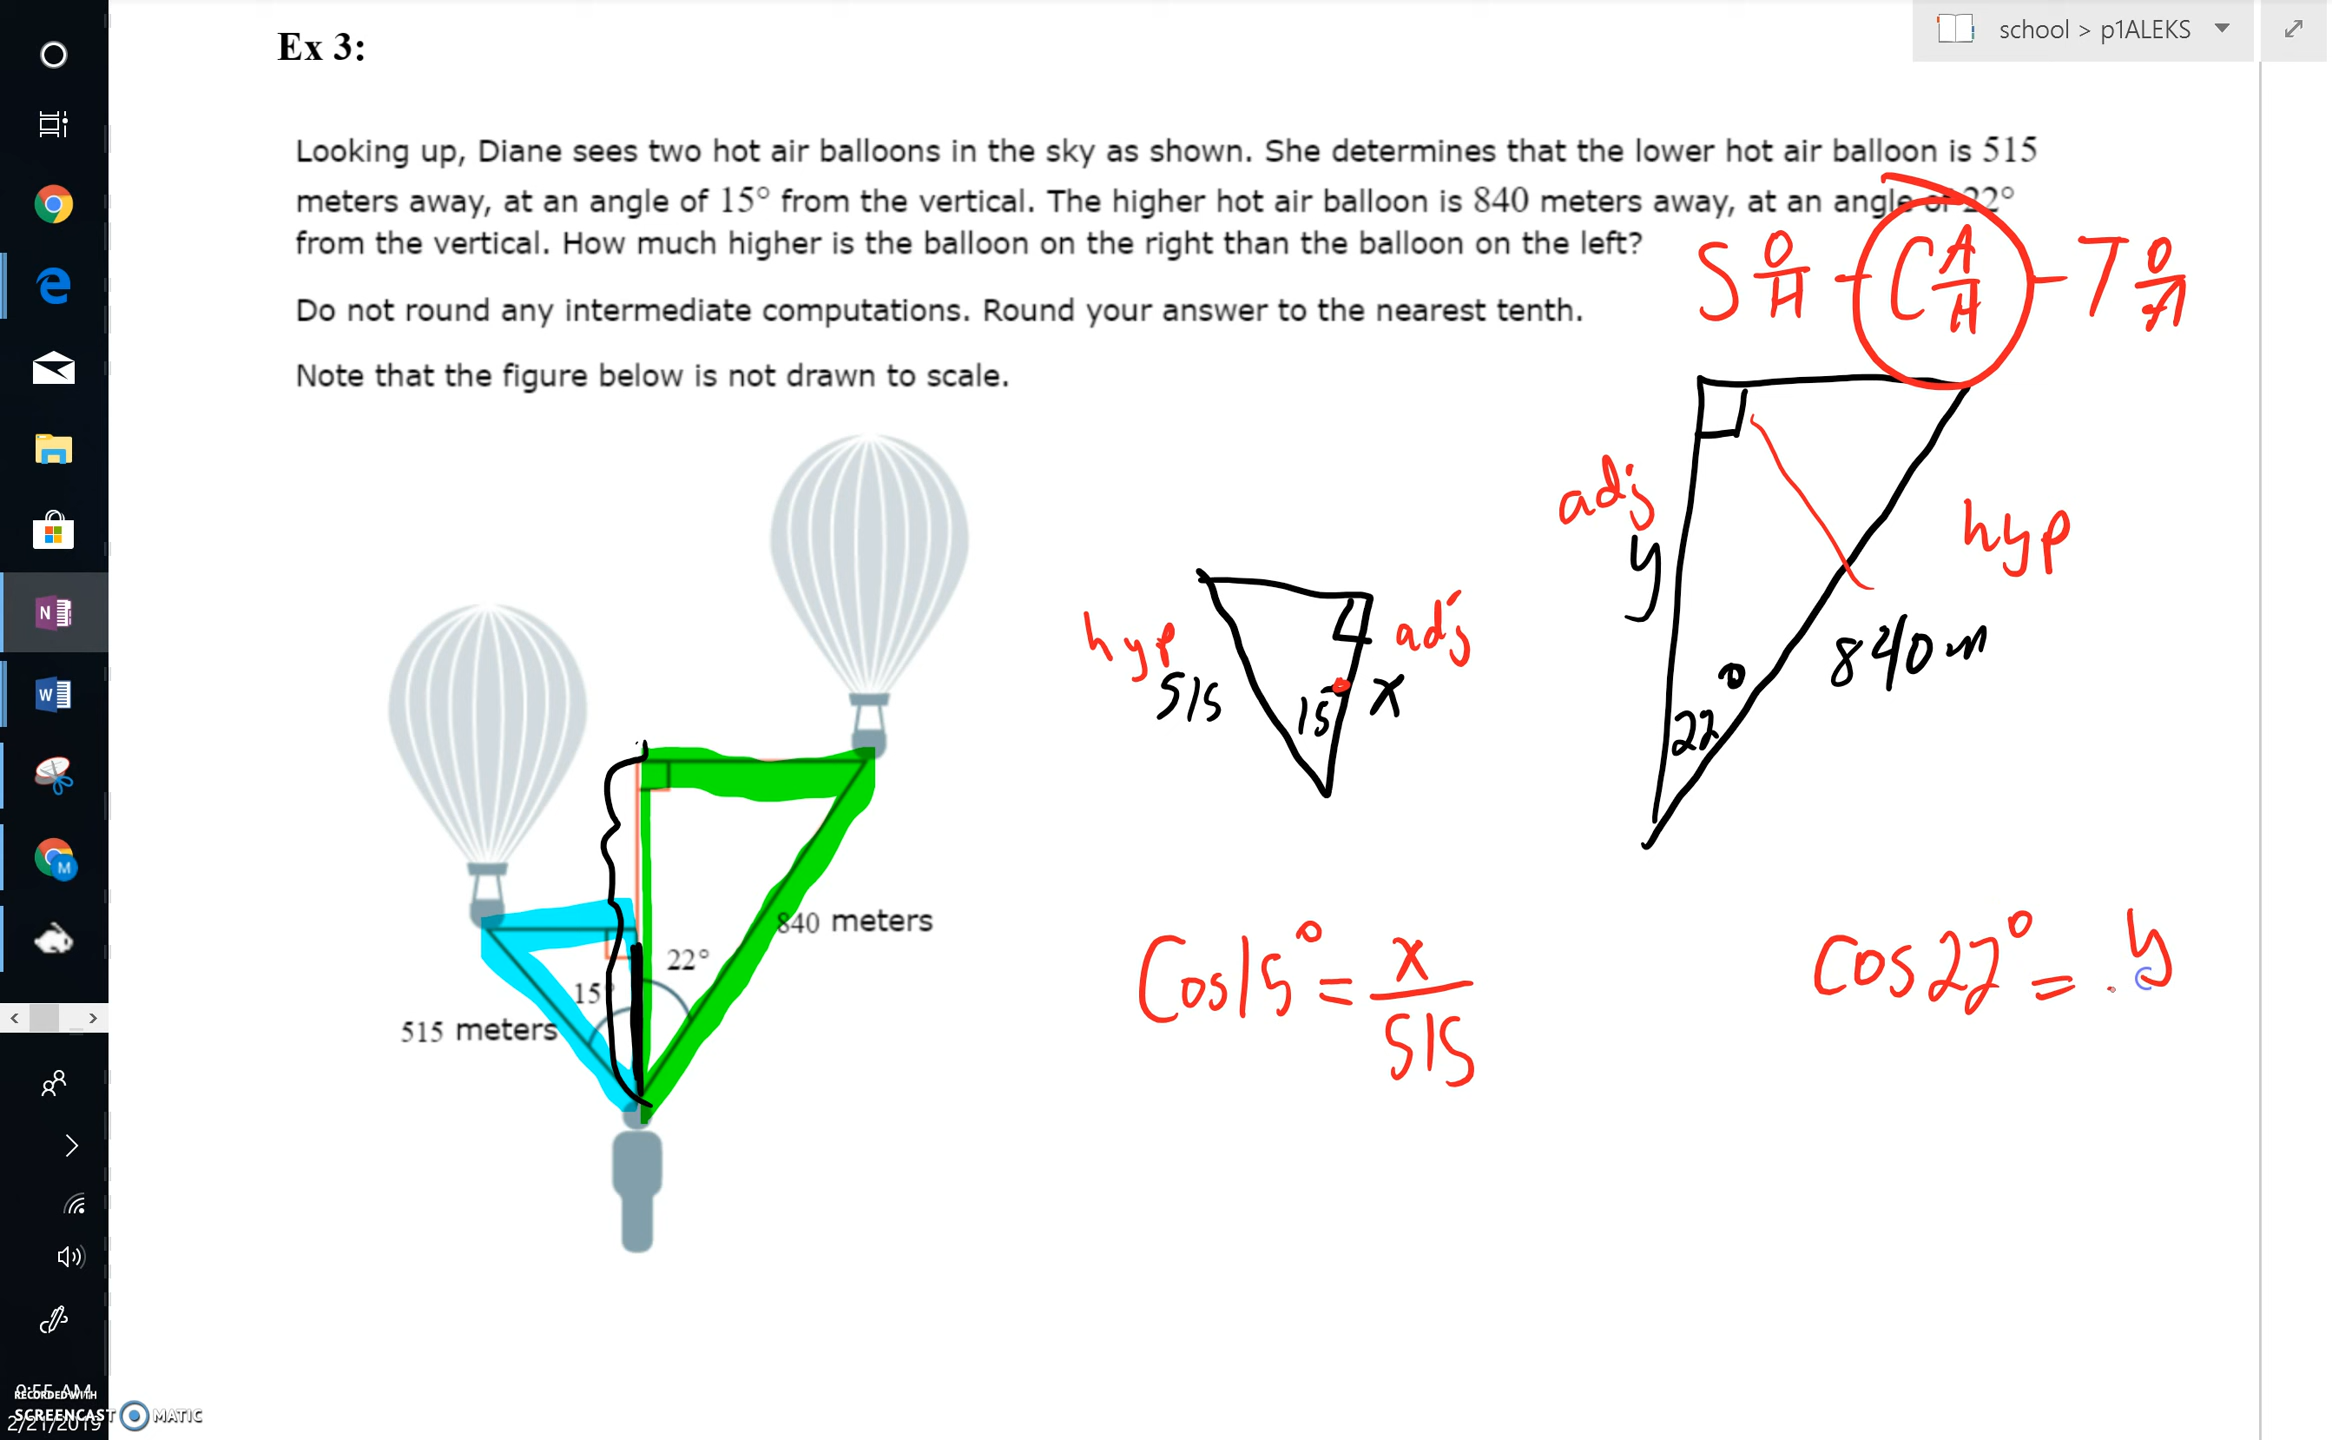 Ex 3:
school > p1ALEKS
Looking up, Diane sees two hot air balloons in the sky as shown. She determines that the lower hot air balloon is 515
meters away, at an angle of 15° from the vertical. The higher hot air balloon is 840 meters away, at an angle of 22°
from the vertical. How much higher is the balloon on the right than the balloon on the left?
Do not round any intermediate computations. Round your answer to the nearest tenth.
Note that the figure below is not drawn to scale.
S O/H - C A/H - T O/A
adj
y
hyp
840 m
22°
hyp
515
15°
adj
x
840 meters
22°
15°
515 meters
Cos15° = x/515
Cos22° = y
N
W
M
9:55 AM
2/21/2019
RECORDED WITH
SCREENCAST MATIC